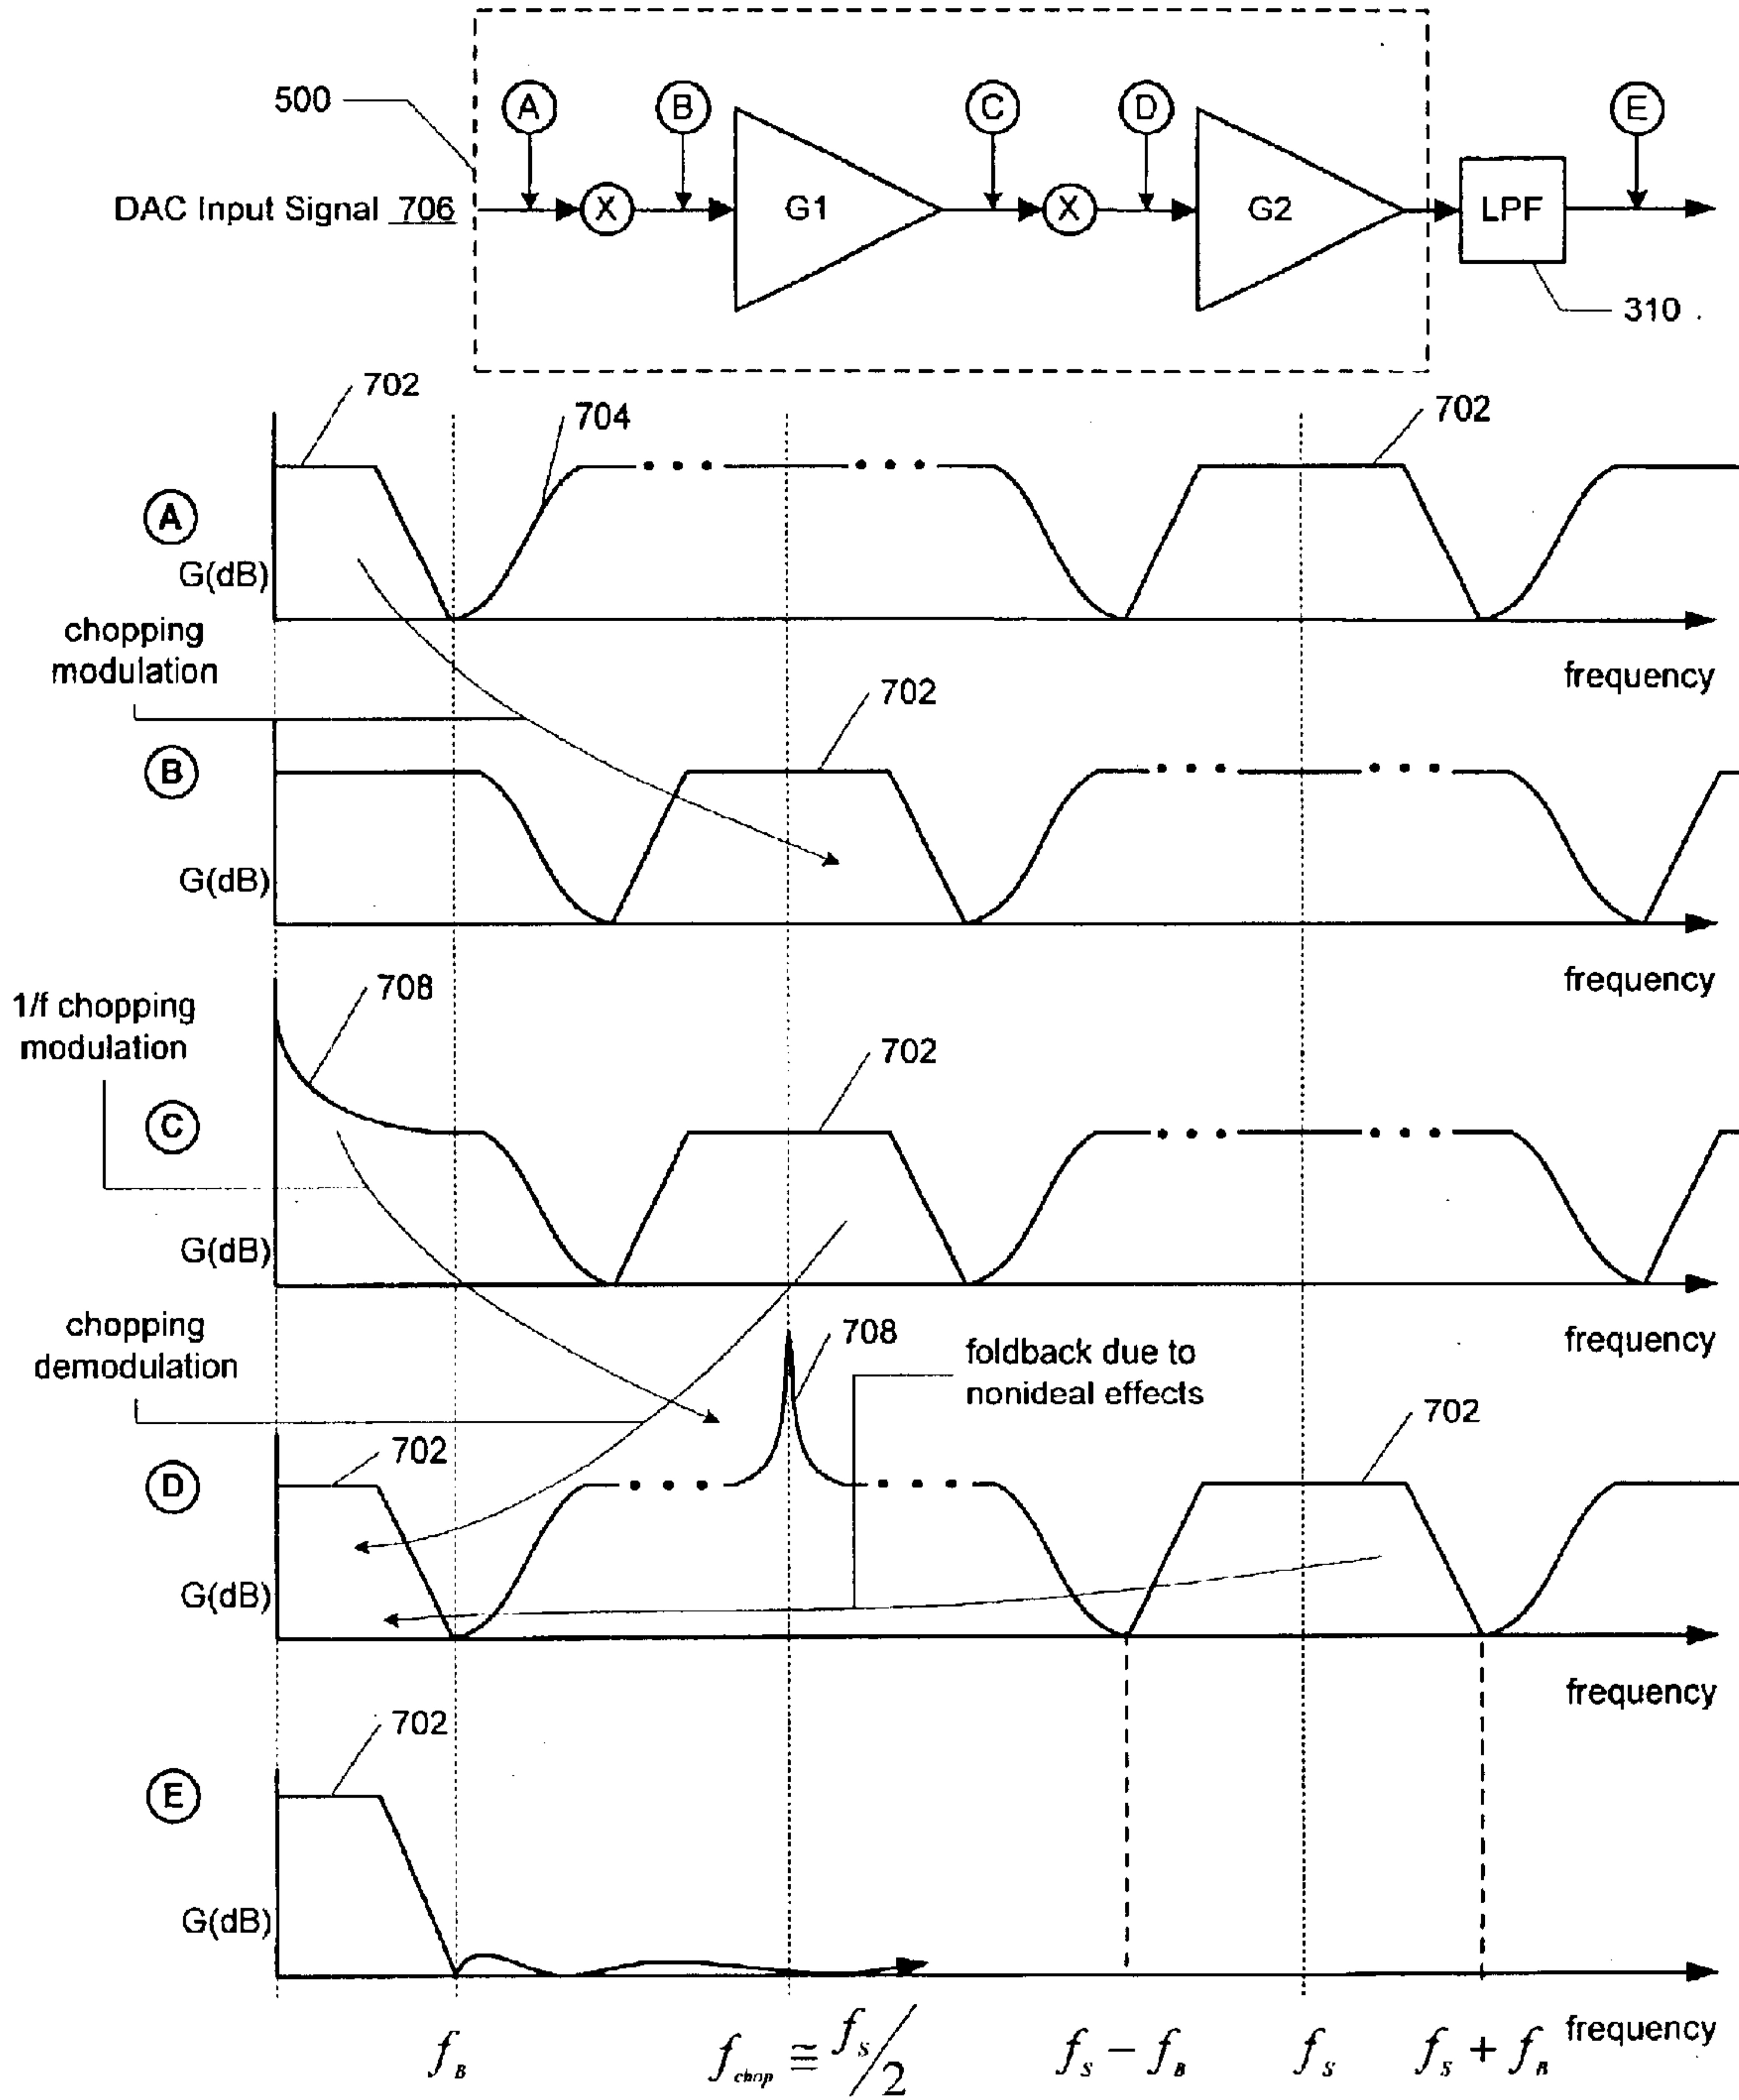 500
A
B
C
D
E
DAC Input Signal 706
X
G1
X
G2
LPF
310
702
704
702
A
G(dB)
frequency
chopping
modulation
702
B
G(dB)
frequency
1/f chopping
modulation
708
702
C
G(dB)
frequency
chopping
demodulation
708
foldback due to
nonideal effects
702
702
D
G(dB)
frequency
702
E
G(dB)
frequency
f_B
f_chop ≅ f_S/2
f_S − f_B
f_S
f_S + f_B